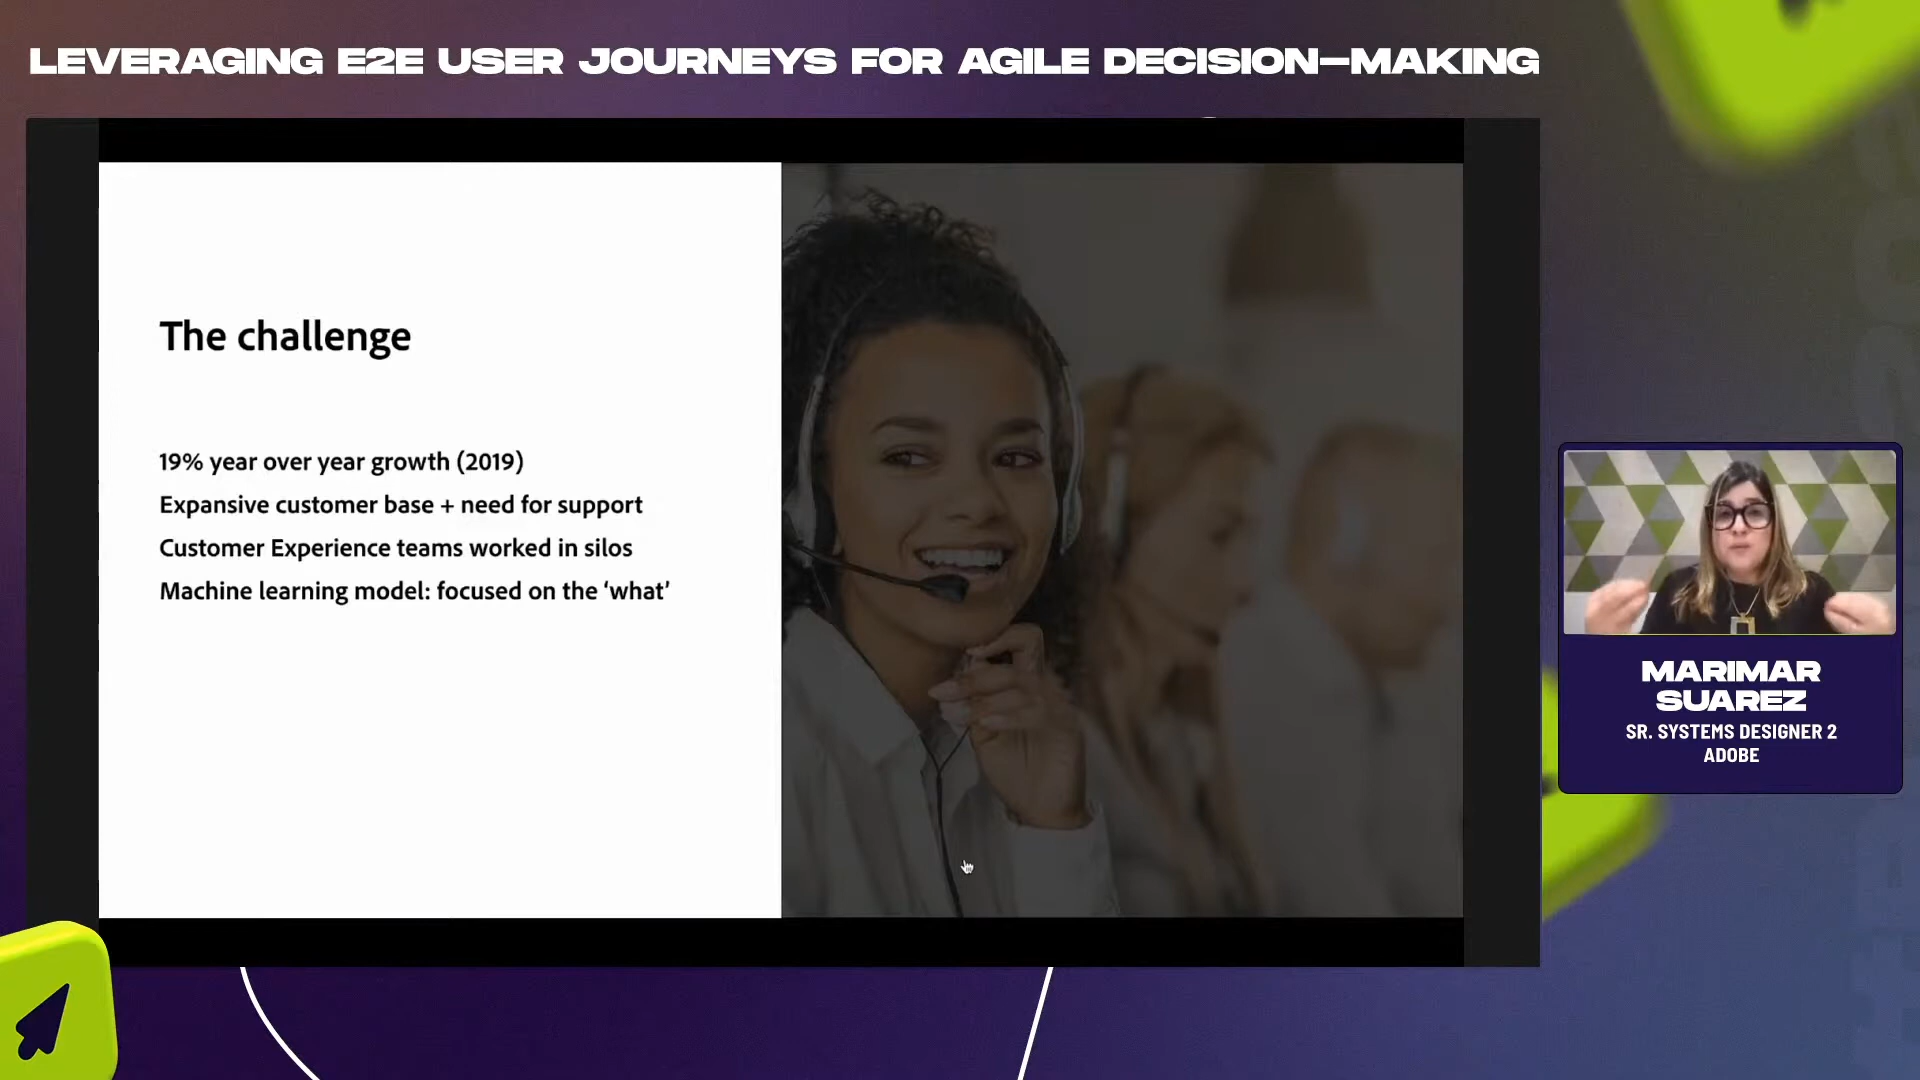 LEVERAGING E2E USER JOURNEYS FOR AGILE DECISION-MAKING
The challenge
19% year over year growth (2019)
Expansive customer base + need for support
Customer Experience teams worked in silos
Machine learning model: focused on the ‘what’
MARIMAR
SUAREZ
SR. SYSTEMS DESIGNER 2
ADOBE